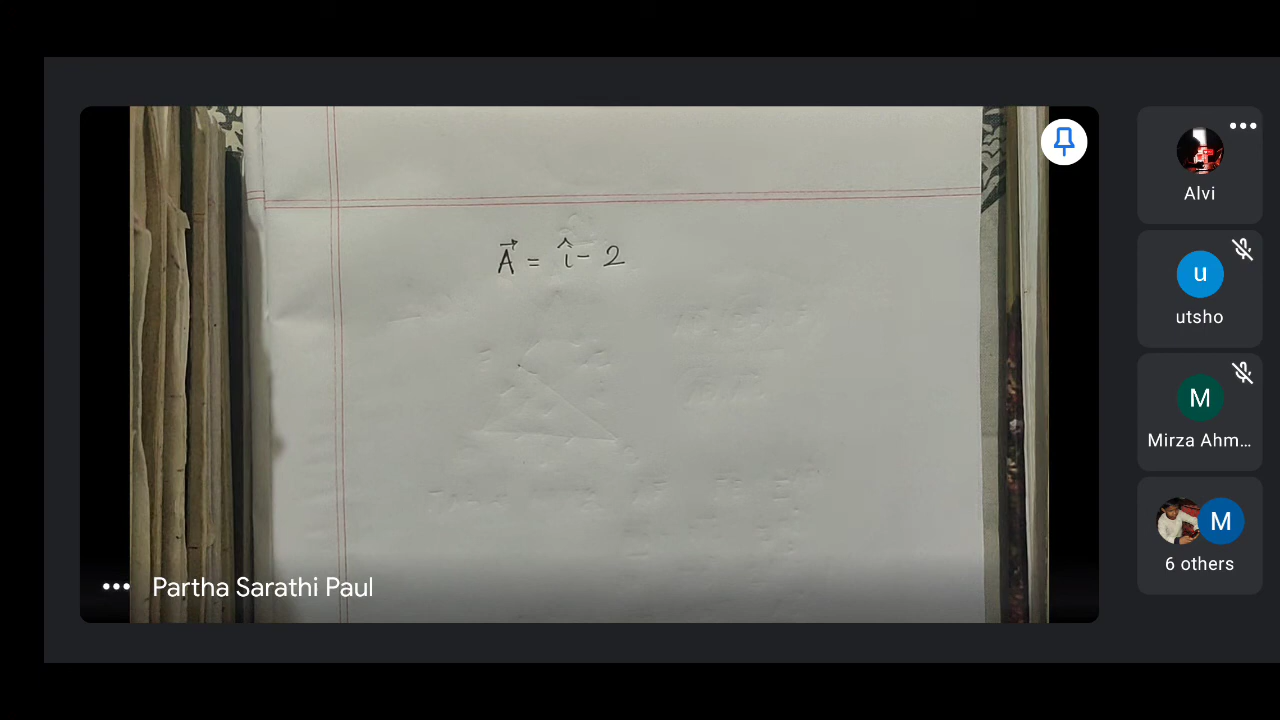 A⃗ = î - 2
Partha Sarathi Paul
Alvi
u
utsho
M
Mirza Ahm...
M
6 others